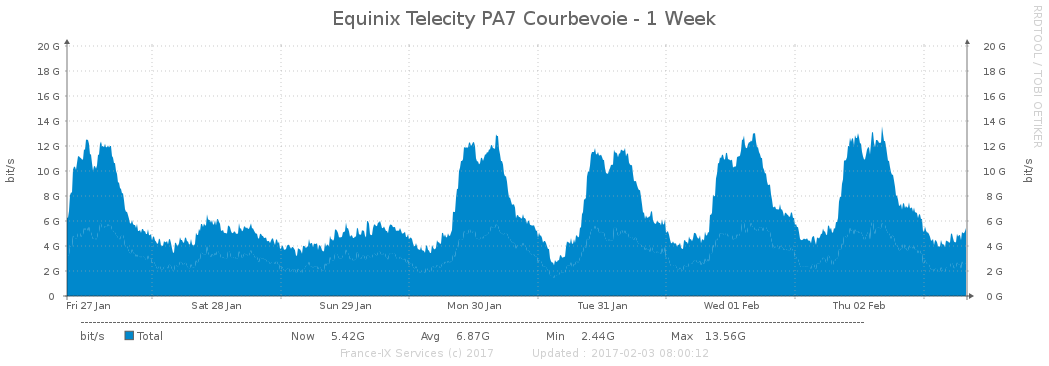 Equinix Telecity PA7 Courbevoie - 1 Week
RRDTOOL / TOBI OETIKER
bit/s
20 G
18 G
16 G
14 G
12 G
10 G
8 G
6 G
4 G
2 G
0
20 G
18 G
16 G
14 G
12 G
10 G
8 G
6 G
4 G
2 G
0 G
bit/s
Fri 27 Jan Sat 28 Jan Sun 29 Jan Mon 30 Jan Tue 31 Jan Wed 01 Feb Thu 02 Feb
bit/s Total Now 5.42G Avg 6.87G Min 2.44G Max 13.56G
France-IX Services (c) 2017 Updated : 2017-02-03 08:00:12